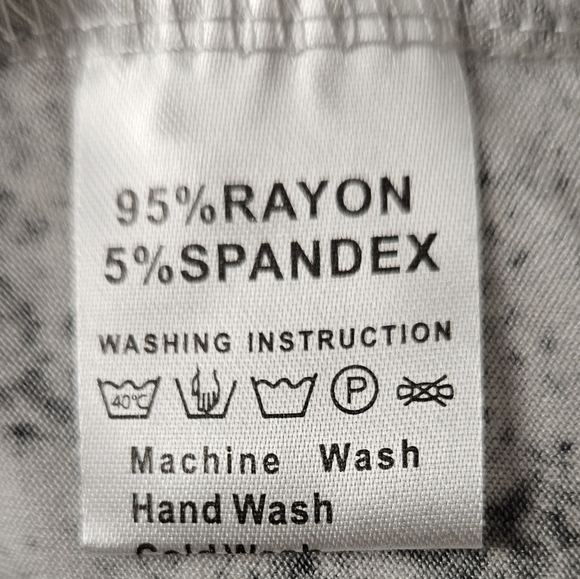 95%RAYON
5%SPANDEX
WASHING INSTRUCTION
40°C P
Machine Wash
Hand Wash